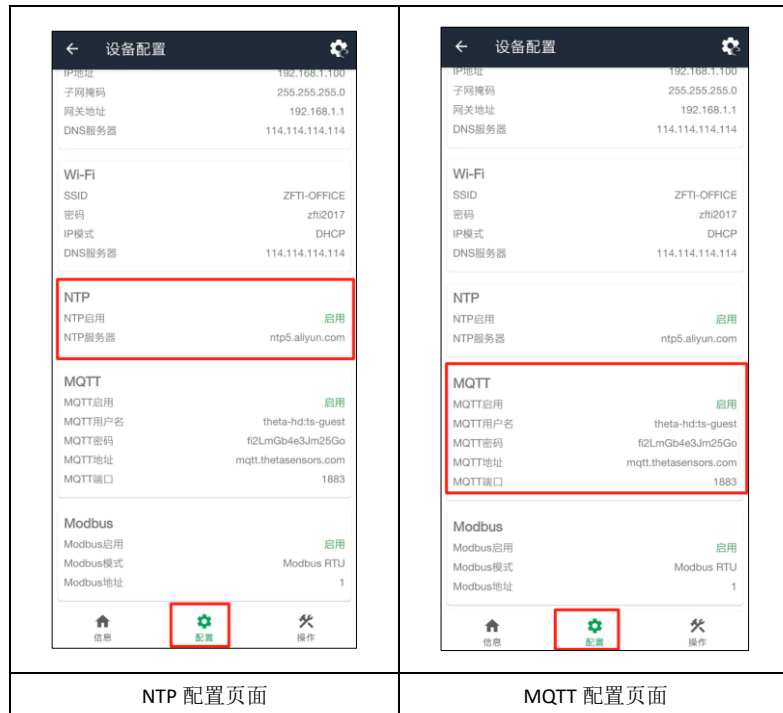 设备配置
IP地址 192.168.1.100
子网掩码 255.255.255.0
网关地址 192.168.1.1
DNS服务器 114.114.114.114
Wi-Fi
SSID ZFTI-OFFICE
密码 zfti2017
IP模式 DHCP
DNS服务器 114.114.114.114
NTP
NTP启用 启用
NTP服务器 ntp5.aliyun.com
MQTT
MQTT启用 启用
MQTT用户名 theta-hd:ts-guest
MQTT密码 fi2LmGb4e3Jm25Go
MQTT地址 mqtt.thetasensors.com
MQTT端口 1883
Modbus
Modbus启用 启用
Modbus模式 Modbus RTU
Modbus地址 1
信息 配置 操作
NTP 配置页面
设备配置
IP地址 192.168.1.100
子网掩码 255.255.255.0
网关地址 192.168.1.1
DNS服务器 114.114.114.114
Wi-Fi
SSID ZFTI-OFFICE
密码 zfti2017
IP模式 DHCP
DNS服务器 114.114.114.114
NTP
NTP启用 启用
NTP服务器 ntp5.aliyun.com
MQTT
MQTT启用 启用
MQTT用户名 theta-hd:ts-guest
MQTT密码 fi2LmGb4e3Jm25Go
MQTT地址 mqtt.thetasensors.com
MQTT端口 1883
Modbus
Modbus启用 启用
Modbus模式 Modbus RTU
Modbus地址 1
信息 配置 操作
MQTT 配置页面